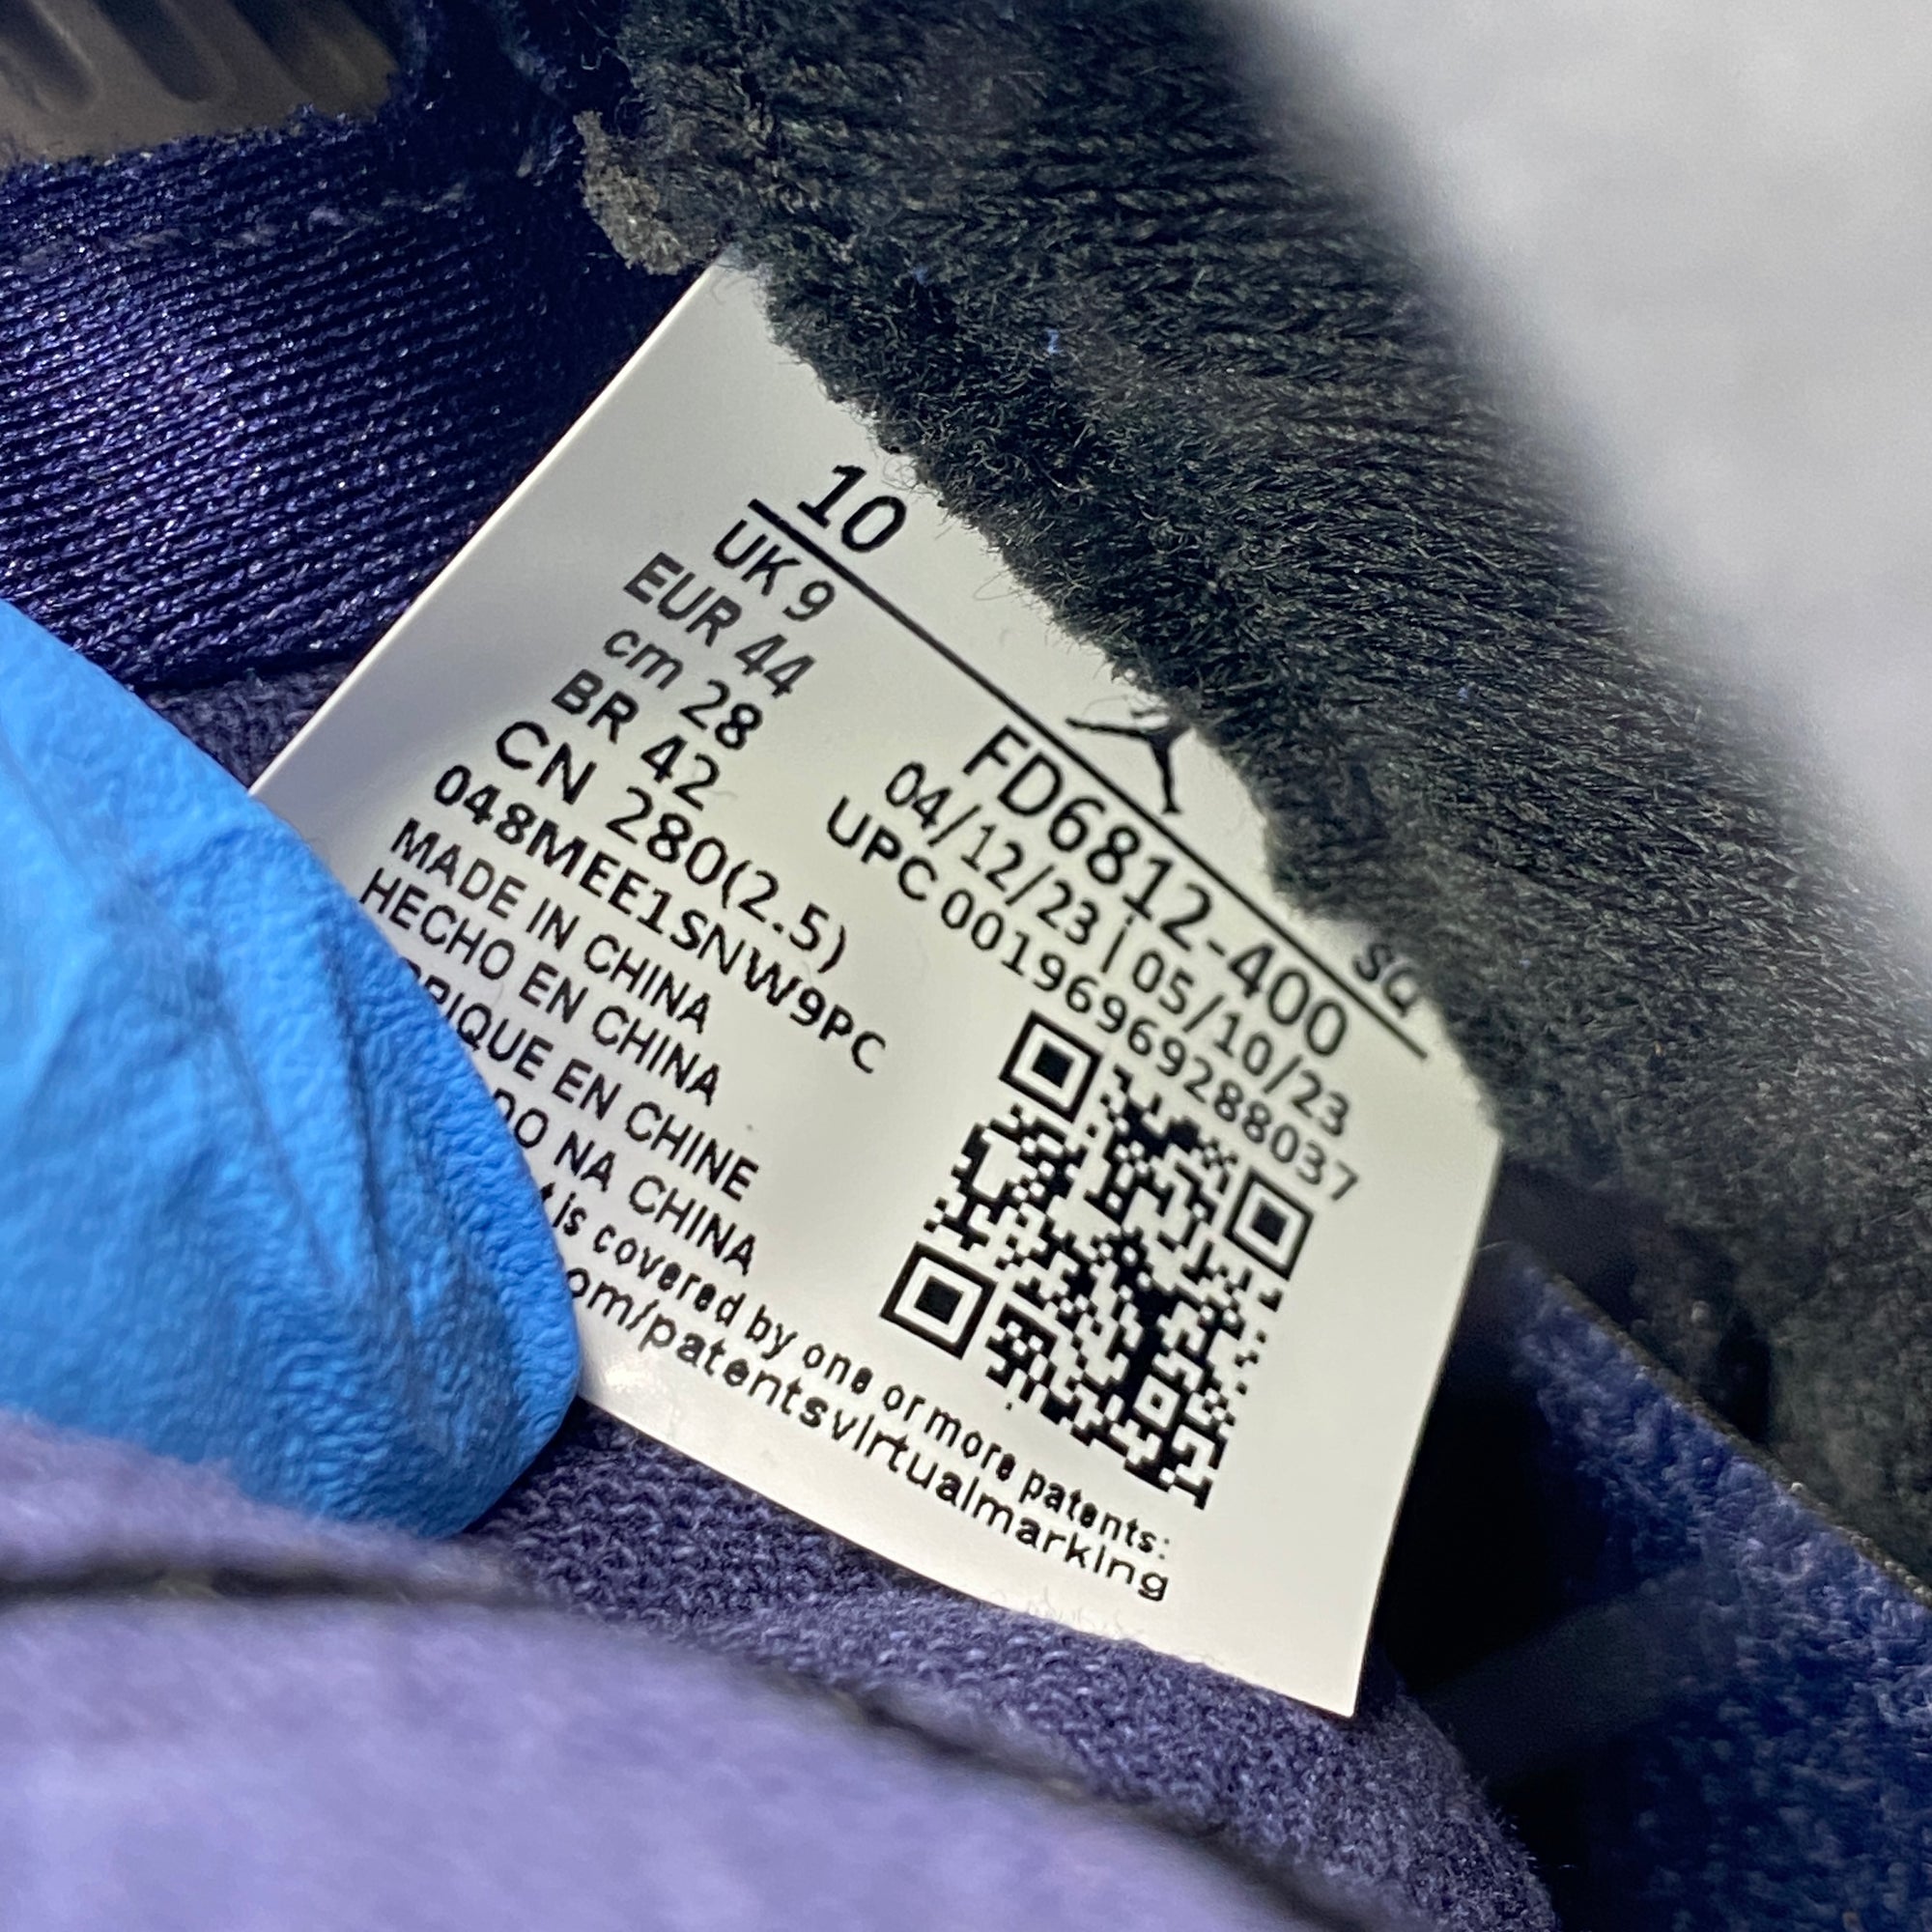 10
SQ
UK 9
EUR 44
cm 28
BR 42
CN 280(2.5)
048MEE1SNW9PC
MADE IN CHINA
HECHO EN CHINA
RIQUE EN CHINE
DO NA CHINA
FD6812-400
04/12/23 | 05/10/23
UPC 00196969288037
is covered by one or more patents:
om/patentsvirtualmarking